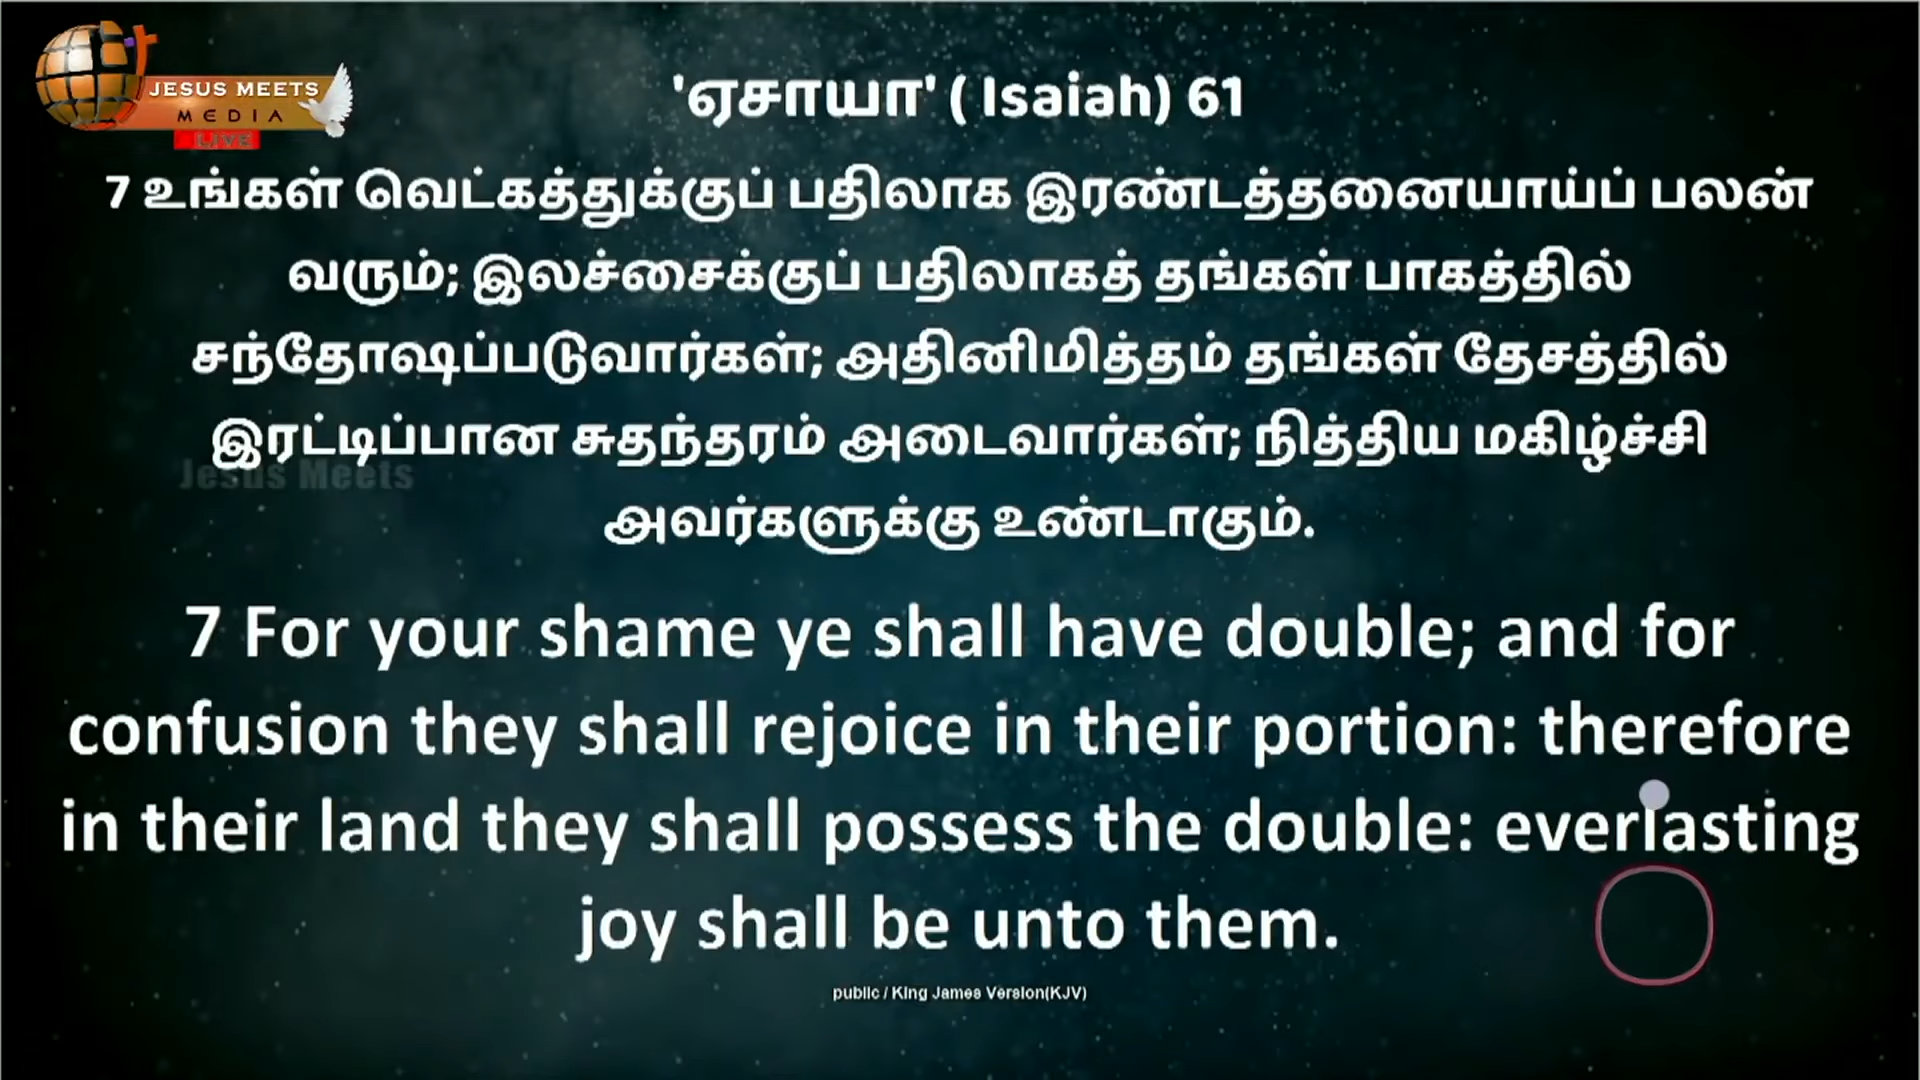 JESUS MEETS
MEDIA
LIVE
'ஏசாயா' ( Isaiah) 61
7 உங்கள் வெட்கத்துக்குப் பதிலாக இரண்டத்தனையாய்ப் பலன்
வரும்; இலச்சைக்குப் பதிலாகத் தங்கள் பாகத்தில்
சந்தோஷப்படுவார்கள்; அதினிமித்தம் தங்கள் தேசத்தில்
இரட்டிப்பான சுதந்தரம் அடைவார்கள்; நித்திய மகிழ்ச்சி
Jesus Meets
அவர்களுக்கு உண்டாகும்.
7 For your shame ye shall have double; and for
confusion they shall rejoice in their portion: therefore
in their land they shall possess the double: everlasting
joy shall be unto them.
public / King James Version(KJV)